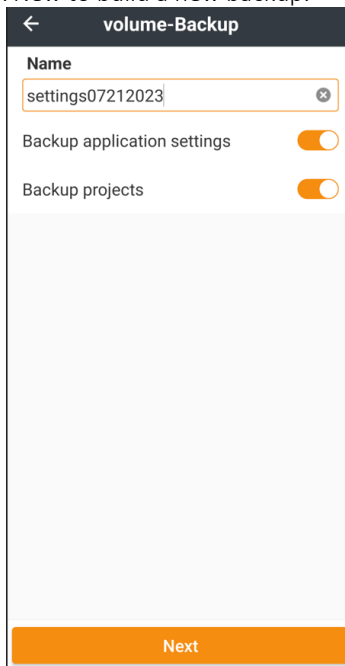 How to build a new backup?
volume-Backup
Name
settings07212023
Backup application settings
Backup projects
Next